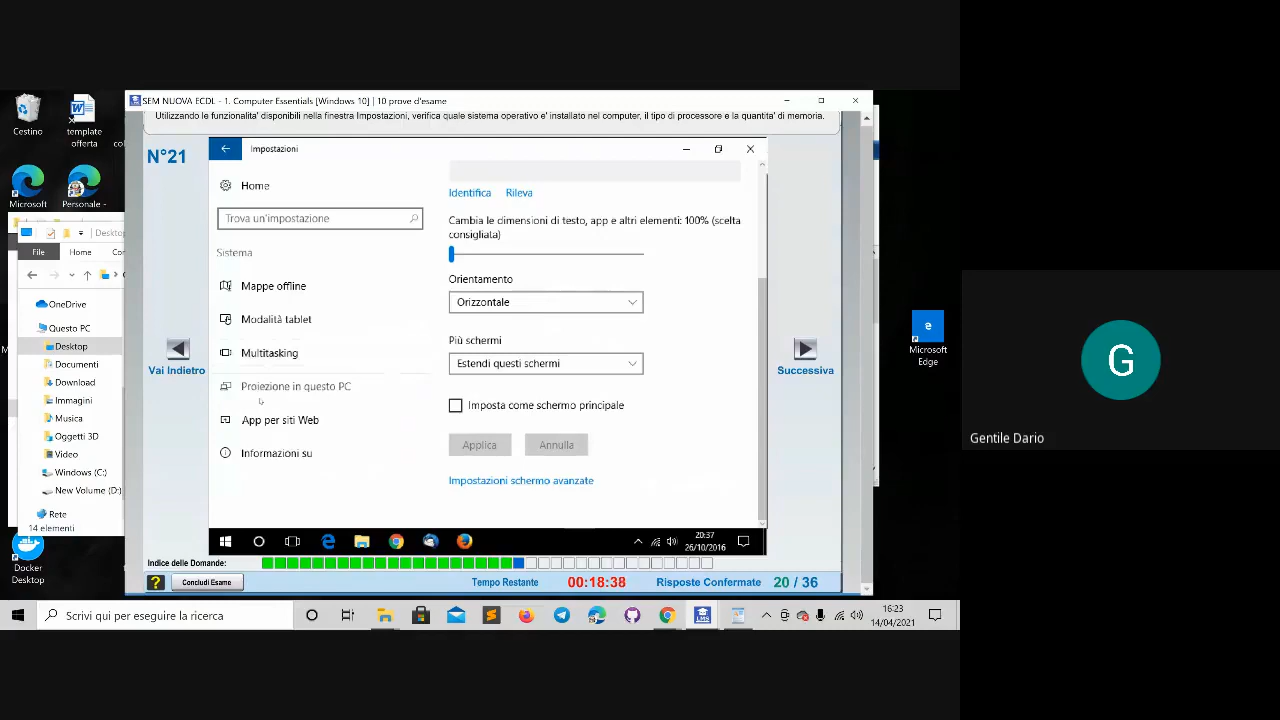 Cestino
template
offerta
Microsoft
Personale -
SEM NUOVA ECDL - 1. Computer Essentials [Windows 10] | 10 prove d'esame
Utilizzando le funzionalita' disponibili nella finestra Impostazioni, verifica quale sistema operativo e' installato nel computer, il tipo di processore e la quantita' di memoria.
N°21
Impostazioni
Home
Trova un'impostazione
Sistema
Mappe offline
Modalità tablet
Multitasking
Proiezione in questo PC
App per siti Web
Informazioni su
Identifica Rileva
Cambia le dimensioni di testo, app e altri elementi: 100% (scelta
consigliata)
Orientamento
Orizzontale
Più schermi
Estendi questi schermi
Imposta come schermo principale
Applica Annulla
Impostazioni schermo avanzate
Vai Indietro
Successiva
20:37
26/10/2016
Indice delle Domande:
? Concludi Esame Tempo Restante 00:18:38 Risposte Confermate 20 / 36
File Home
OneDrive
Questo PC
Desktop
Documenti
Download
Immagini
Musica
Oggetti 3D
Video
Windows (C:)
New Volume (D:)
Rete
14 elementi
Docker
Desktop
Microsoft
Edge
G
Gentile Dario
Scrivi qui per eseguire la ricerca
LMS
16:23
14/04/2021